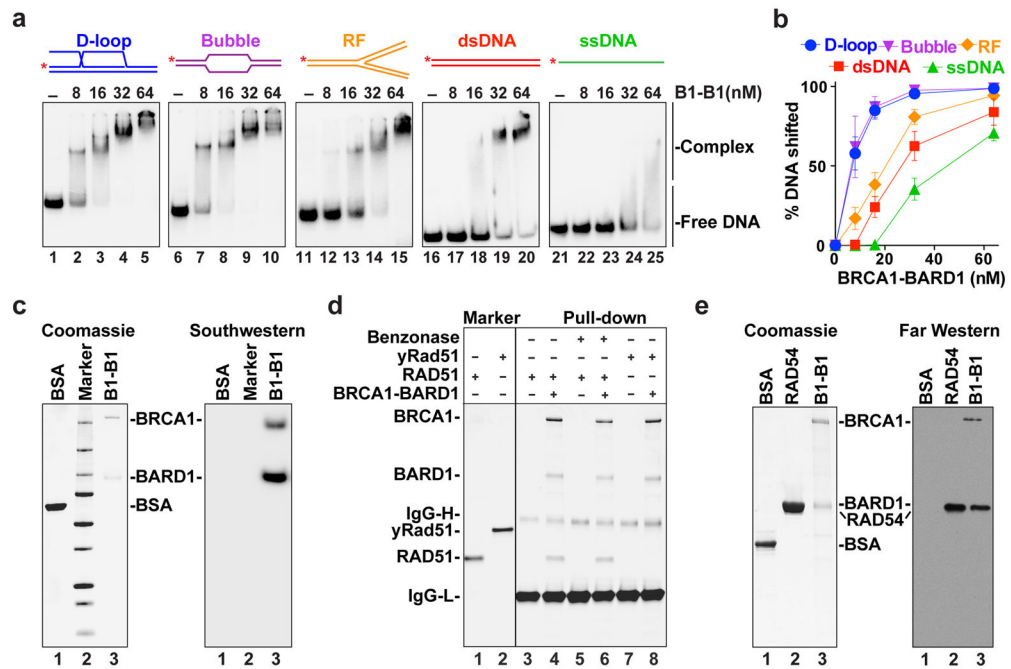 a
D-loop Bubble RF dsDNA ssDNA
* * * * *
– 8 16 32 64 – 8 16 32 64 – 8 16 32 64 – 8 16 32 64 – 8 16 32 64 B1-B1(nM)
-Complex
-Free DNA
1 2 3 4 5 6 7 8 9 10 11 12 13 14 15 16 17 18 19 20 21 22 23 24 25
b
D-loop Bubble RF
dsDNA ssDNA
% DNA shifted
100
50
0
0 20 40 60
BRCA1-BARD1 (nM)
c
Coomassie Southwestern
BSA Marker B1-B1 BSA Marker B1-B1
-BRCA1-
-BARD1-
-BSA
1 2 3 1 2 3
d
Marker Pull-down
Benzonase – – + + – –
yRad51 – + – – – – + +
RAD51 + – + + + + – –
BRCA1-BARD1 – + – + – +
BRCA1-
BARD1-
IgG-H-
yRad51-
RAD51-
IgG-L-
1 2 3 4 5 6 7 8
e
Coomassie Far Western
BSA RAD54 B1-B1 BSA RAD54 B1-B1
-BRCA1-
-BARD1-
\RAD54/
-BSA
1 2 3 1 2 3